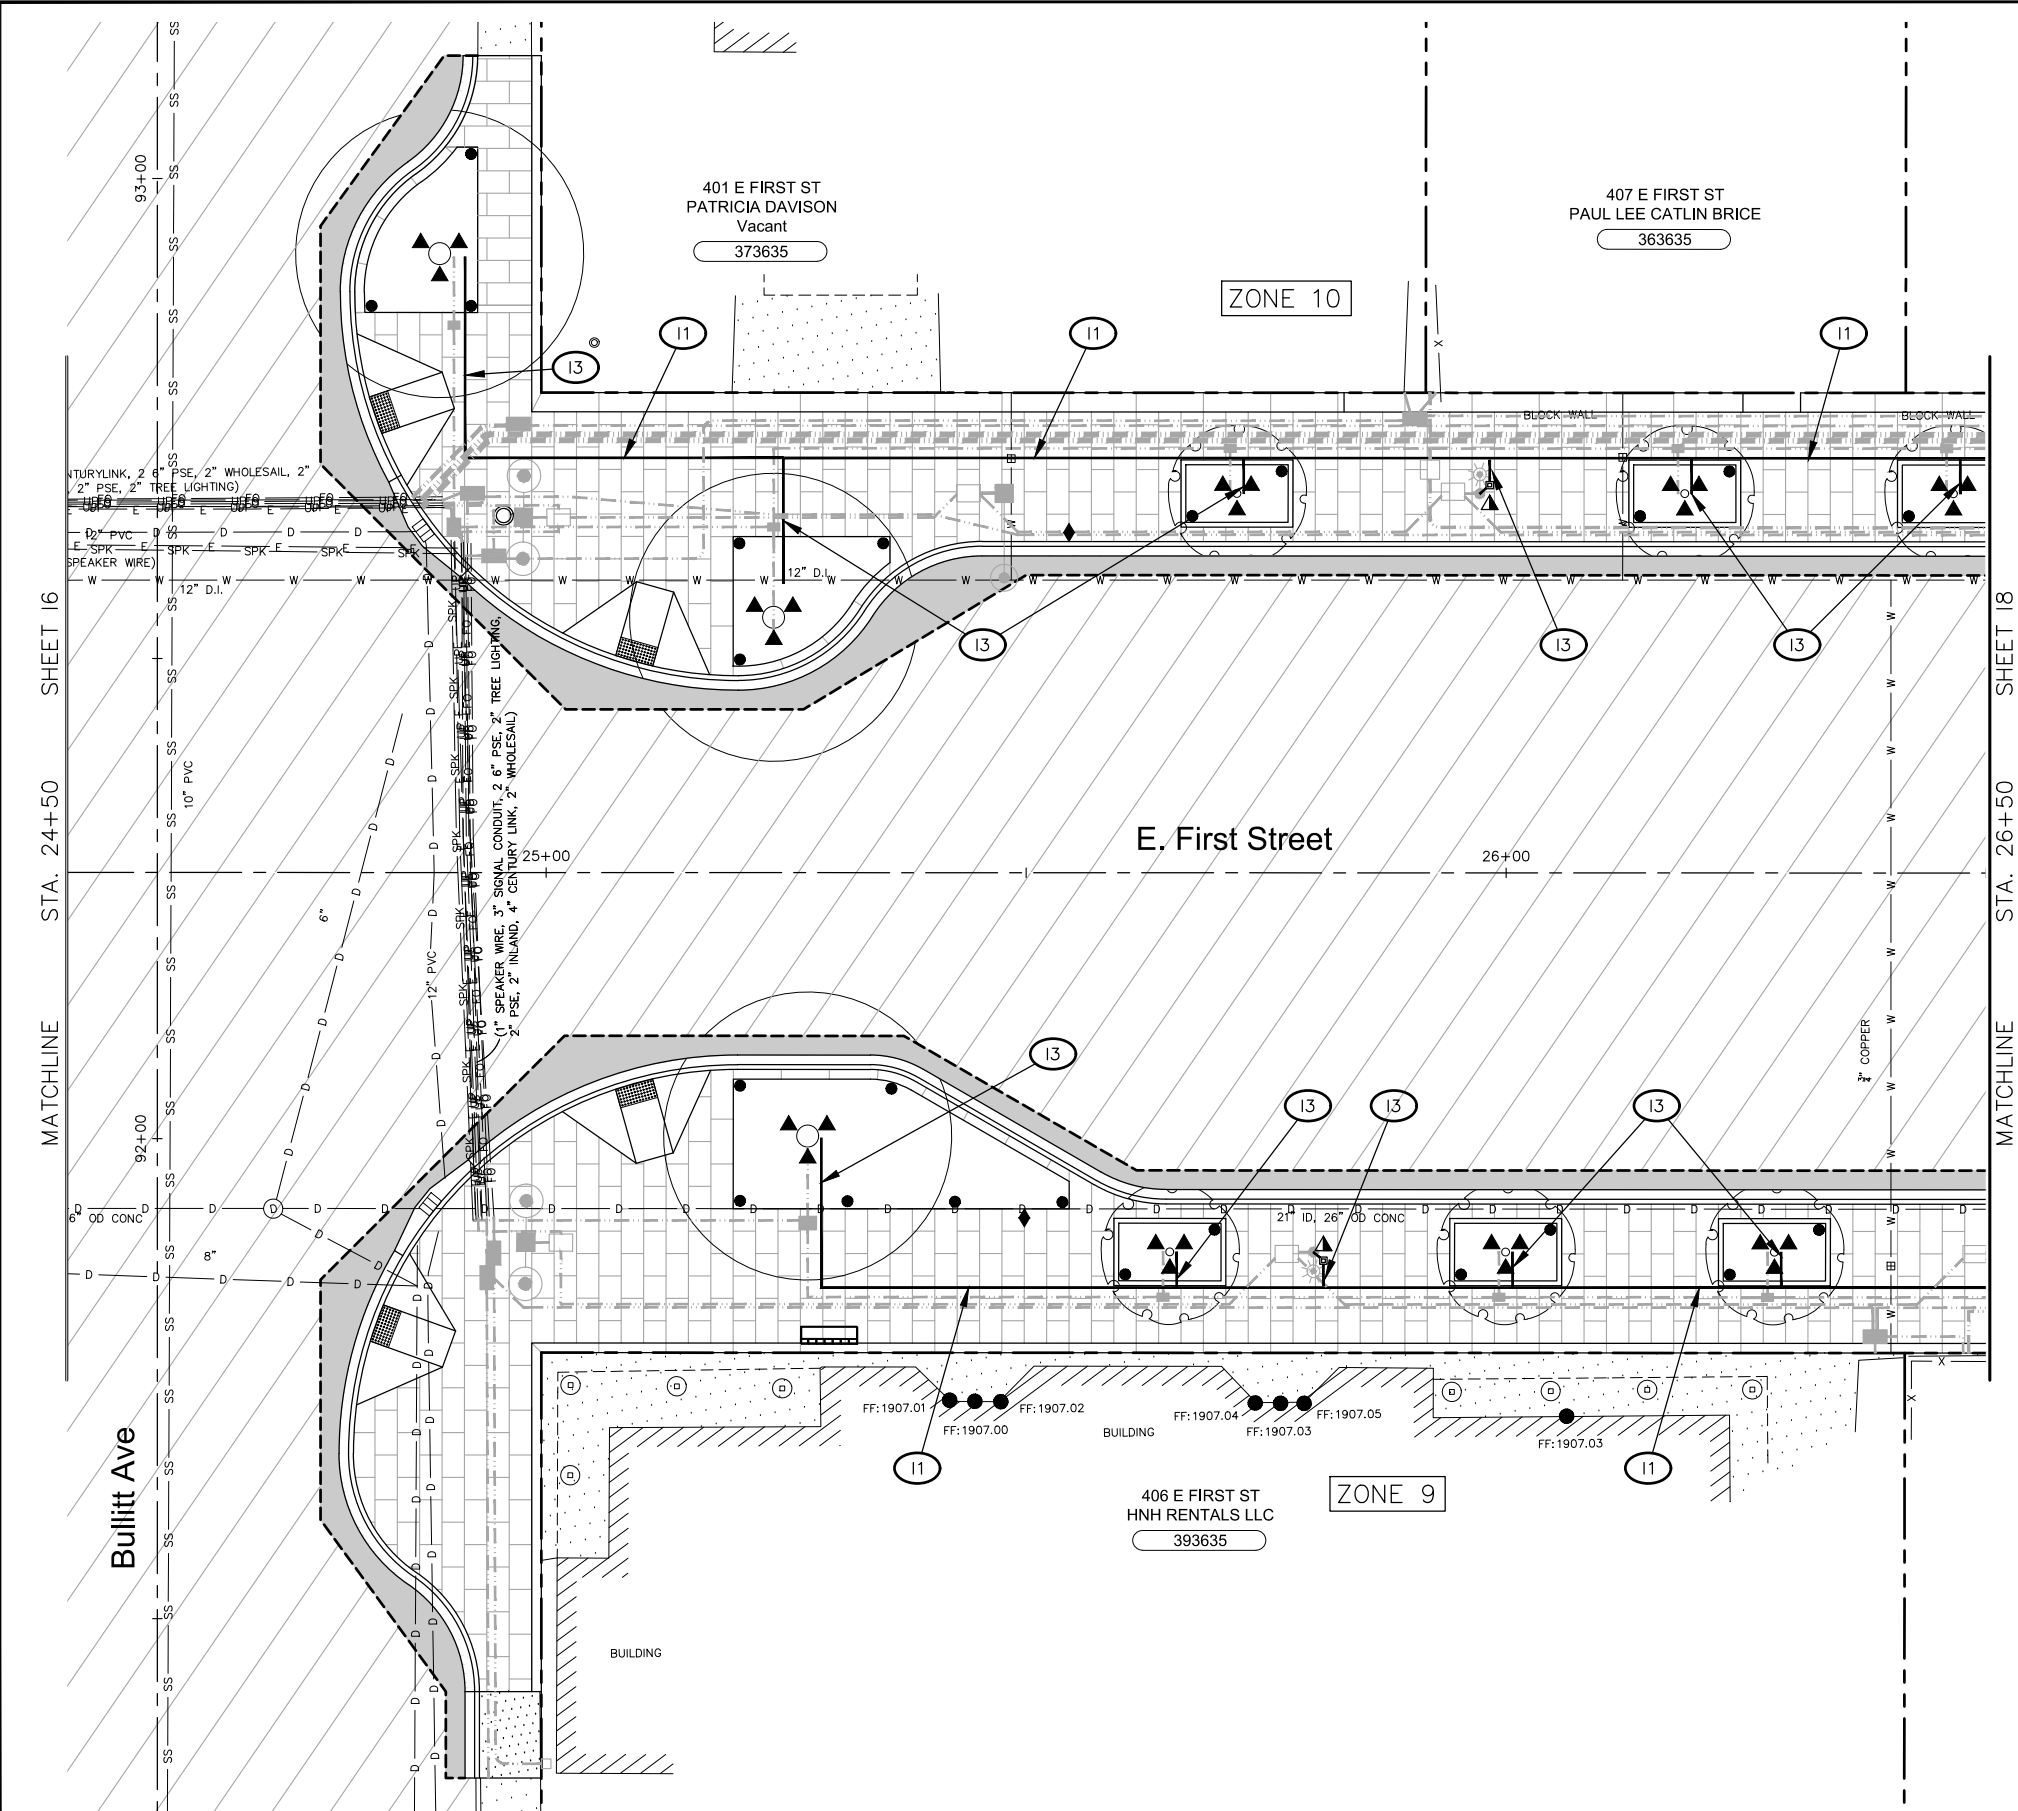 93+00
401 E FIRST ST
PATRICIA DAVISON
Vacant
373635
407 E FIRST ST
PAUL LEE CATLIN BRICE
363635
ZONE 10
I1
I1
I1
I3
BLOCK WALL
BLOCK WALL
NTURYLINK, 2 6" PSE, 2" WHOLESAIL, 2"
2" PSE, 2" TREE LIGHTING)
12" PVC
SPEAKER WIRE)
12" D.I.
12" D.I.
I3
I3
I3
MATCHLINE STA. 24+50 SHEET 16
MATCHLINE STA. 26+50 SHEET 18
10" PVC
6"
12" PVC
(1" SPEAKER WIRE, 3" SIGNAL CONDUIT, 2 6" PSE, 2" TREE LIGHTING,
2" PSE, 2" INLAND, 4" CENTURY LINK, 2" WHOLESAIL)
25+00
E. First Street
26+00
3/4" COPPER
92+00
I3
I3
I3
I3
6" OD CONC
8"
21" ID, 26" OD CONC
Bullitt Ave
FF:1907.01
FF:1907.00
FF:1907.02
BUILDING
FF:1907.04
FF:1907.03
FF:1907.05
FF:1907.03
I1
I1
406 E FIRST ST
HNH RENTALS LLC
393635
ZONE 9
BUILDING